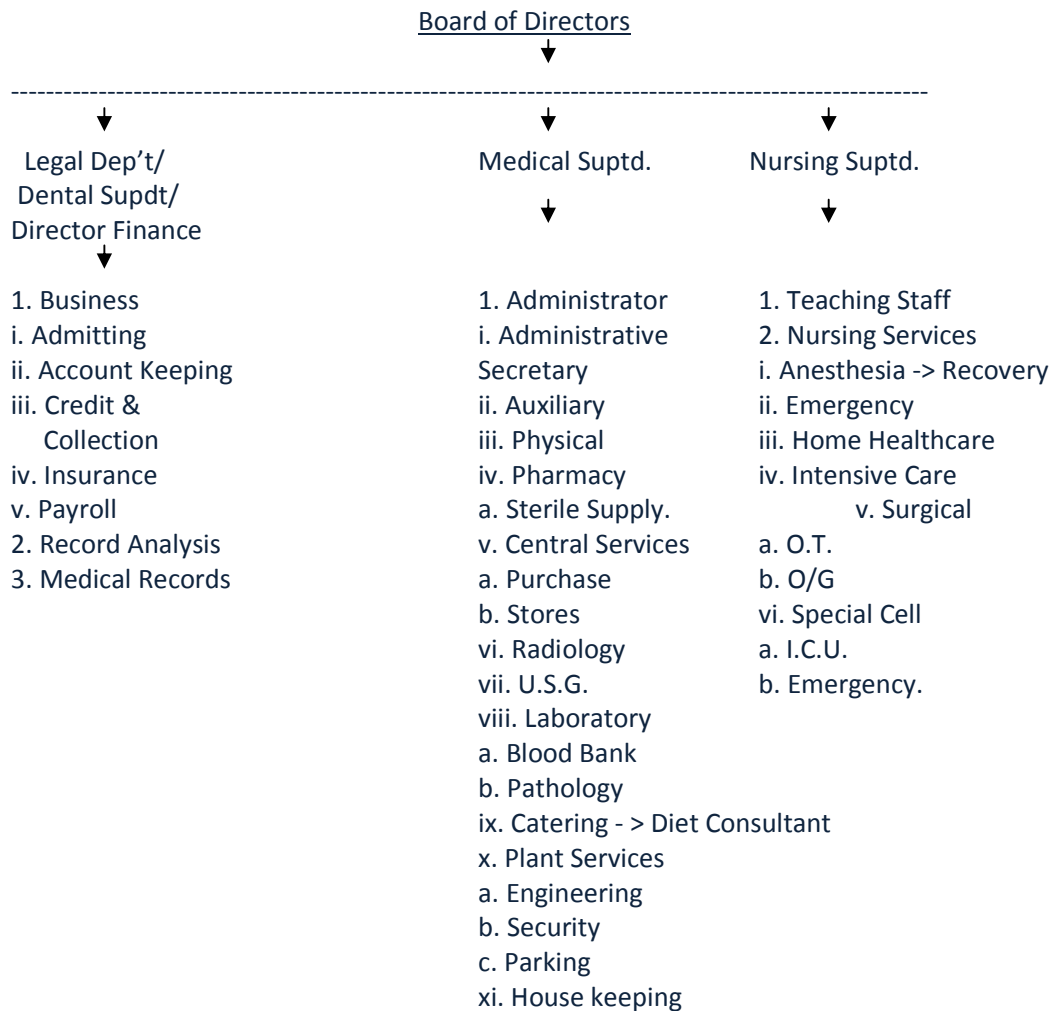 Board of Directors
Legal Dep’t/
Dental Supdt/
Director Finance
1. Business
i. Admitting
ii. Account Keeping
iii. Credit &
Collection
iv. Insurance
v. Payroll
2. Record Analysis
3. Medical Records
Medical Suptd.
1. Administrator
i. Administrative
Secretary
ii. Auxiliary
iii. Physical
iv. Pharmacy
a. Sterile Supply.
v. Central Services
a. Purchase
b. Stores
vi. Radiology
vii. U.S.G.
viii. Laboratory
a. Blood Bank
b. Pathology
ix. Catering - > Diet Consultant
x. Plant Services
a. Engineering
b. Security
c. Parking
xi. House keeping
Nursing Suptd.
1. Teaching Staff
2. Nursing Services
i. Anesthesia -> Recovery
ii. Emergency
iii. Home Healthcare
iv. Intensive Care
v. Surgical
a. O.T.
b. O/G
vi. Special Cell
a. I.C.U.
b. Emergency.